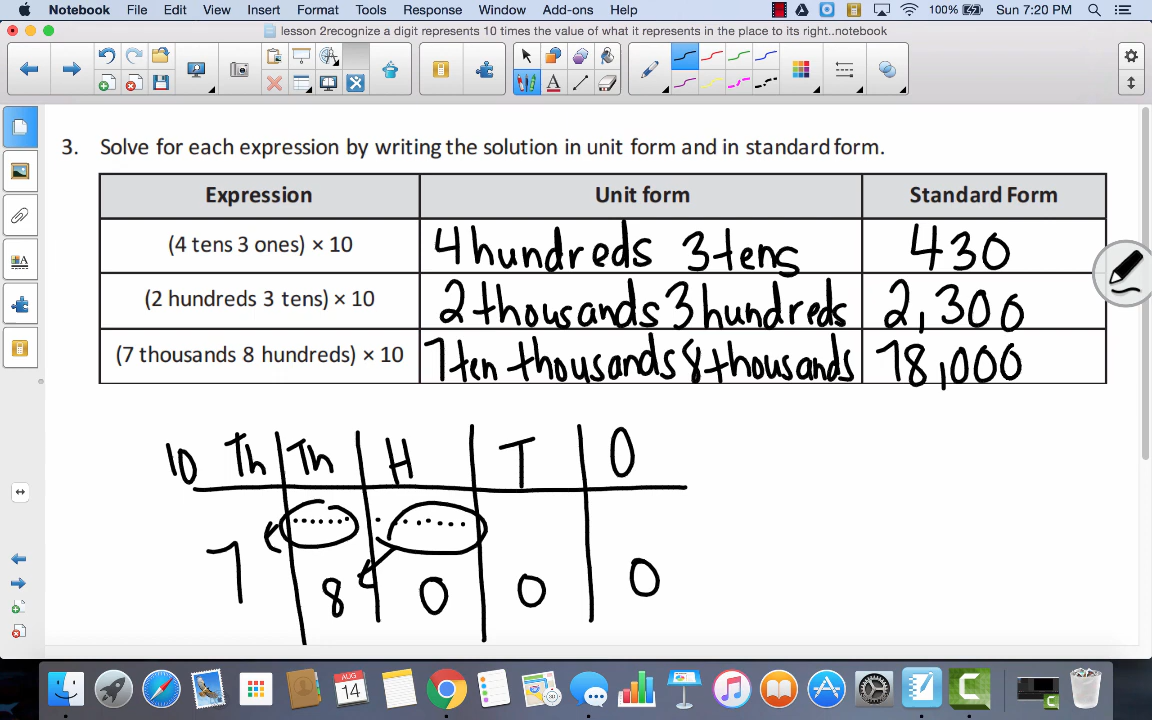 Notebook File Edit View Insert Format Tools Response Window Add-ons Help 100% Sun 7:20 PM
lesson 2recognize a digit represents 10 times the value of what it represents in the place to its right..notebook
3. Solve for each expression by writing the solution in unit form and in standard form.
Expression Unit form Standard Form
(4 tens 3 ones) × 10 4 hundreds 3 tens 430
(2 hundreds 3 tens) × 10 2 thousands 3 hundreds 2,300
(7 thousands 8 hundreds) × 10 7 ten thousands 8 thousands 78,000
10 Th Th H T O
7 8 0 0 0
AUG
14